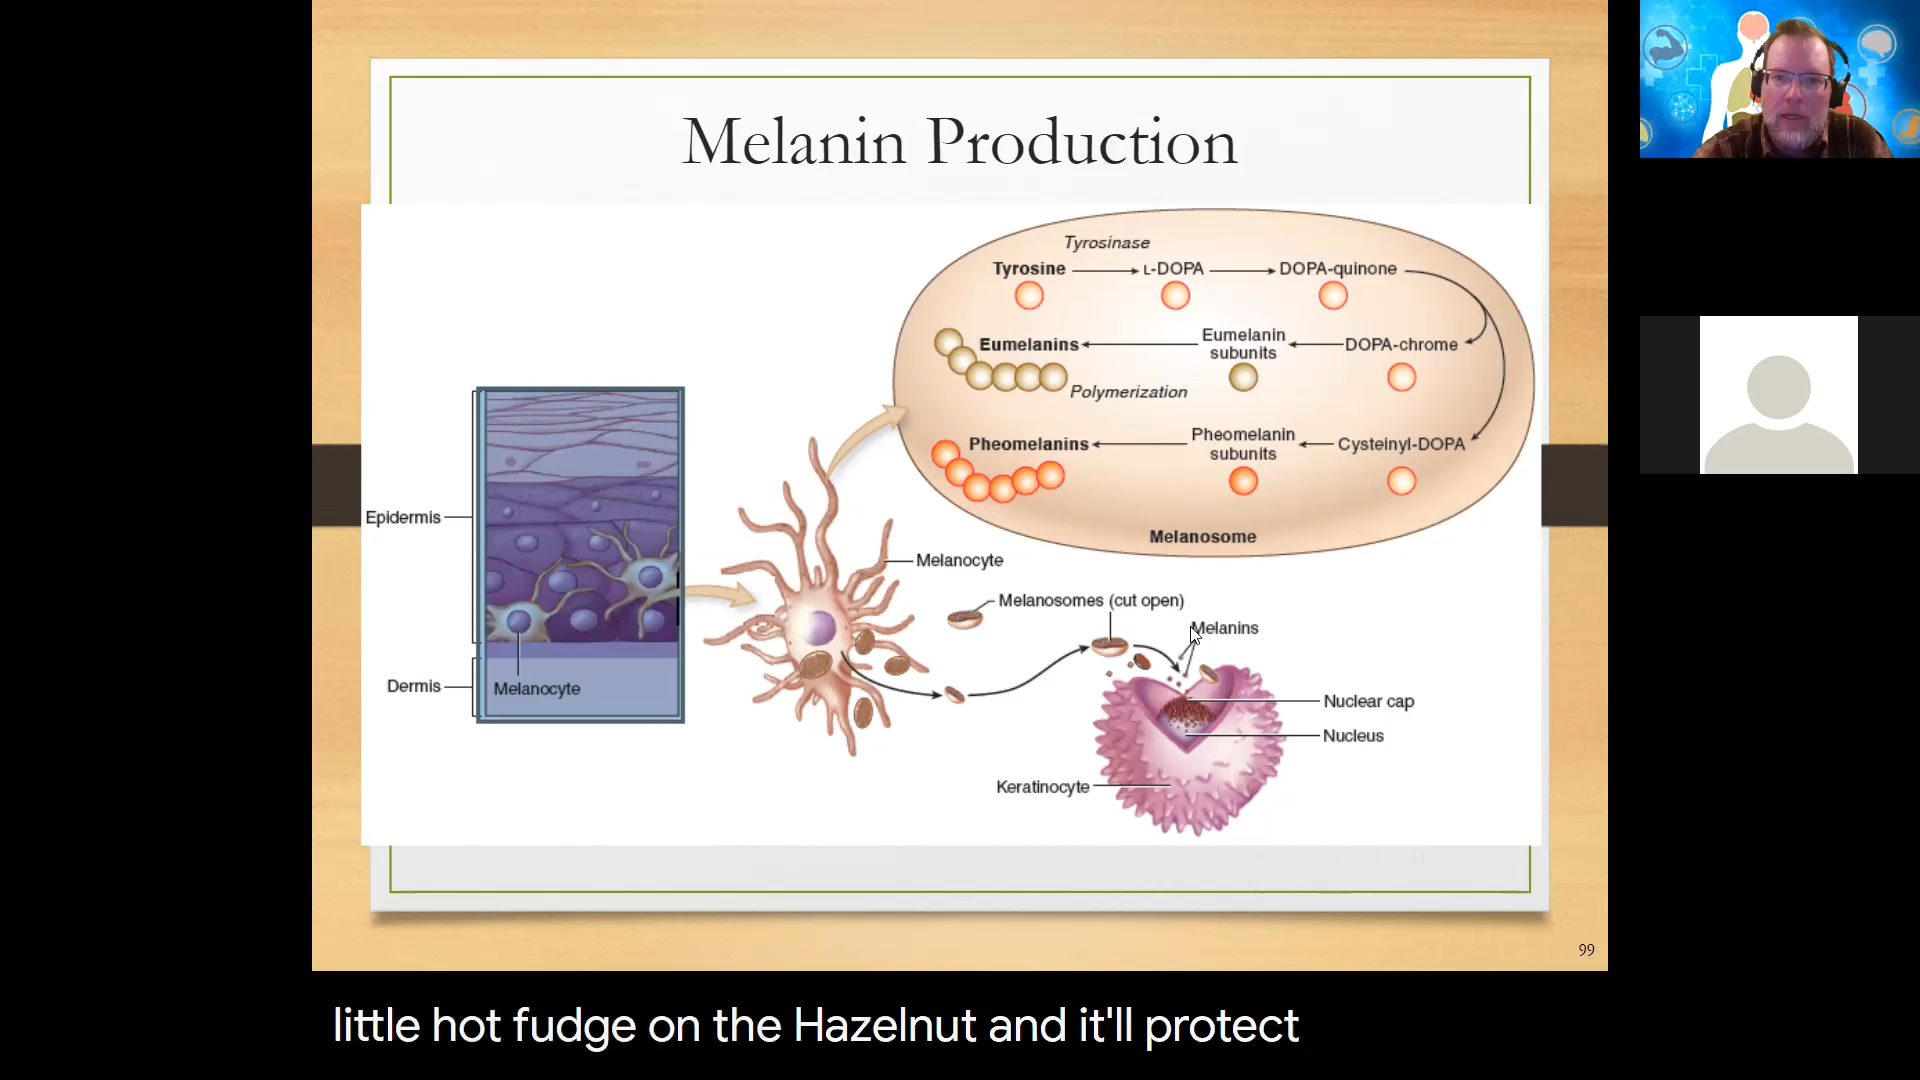 Melanin Production
Tyrosinase
Tyrosine
L-DOPA
DOPA-quinone
Eumelanins
Eumelanin
subunits
DOPA-chrome
Polymerization
Pheomelanins
Pheomelanin
subunits
Cysteinyl-DOPA
Melanosome
Epidermis
Dermis
Melanocyte
Melanocyte
Melanosomes (cut open)
Melanins
Nuclear cap
Nucleus
Keratinocyte
99
little hot fudge on the Hazelnut and it'll protect